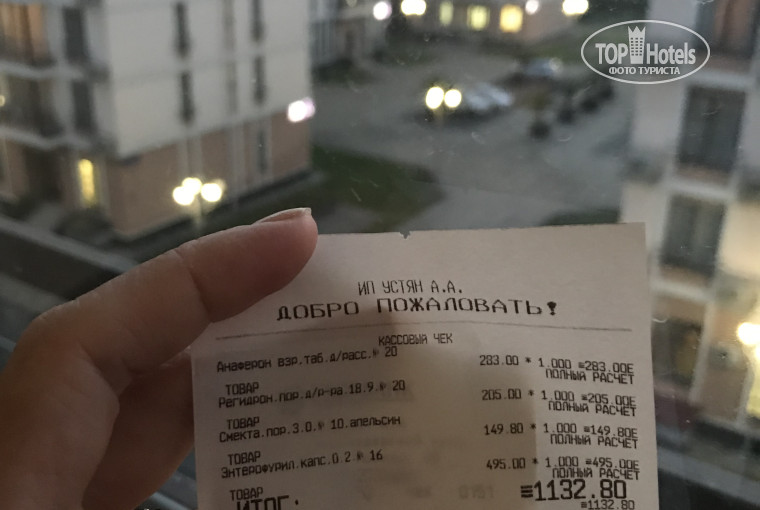 TOP Hotels
ФОТО ТУРИСТА
ИП УСТЯН А.А.
ДОБРО ПОЖАЛОВАТЬ!
КАССОВЫЙ ЧЕК
Анаферон взр.таб.д/расс.№ 20 283.00 * 1.000 =283.00Е
ПОЛНЫЙ РАСЧЕТ
ТОВАР
Регидрон.пор.д/р-ра.18.9.№ 20 205.00 * 1.000 =205.00Е
ПОЛНЫЙ РАСЧЕТ
ТОВАР
Смекта.пор.3.0.№ 10.апельсин 149.80 * 1.000 =149.80Е
ПОЛНЫЙ РАСЧЕТ
ТОВАР
Энтерофурил.капс.0.2 № 16 495.00 * 1.000 =495.00Е
ПОЛНЫЙ РАСЧЕТ
ТОВАР
ИТОГ. =1132.80
=1132.80